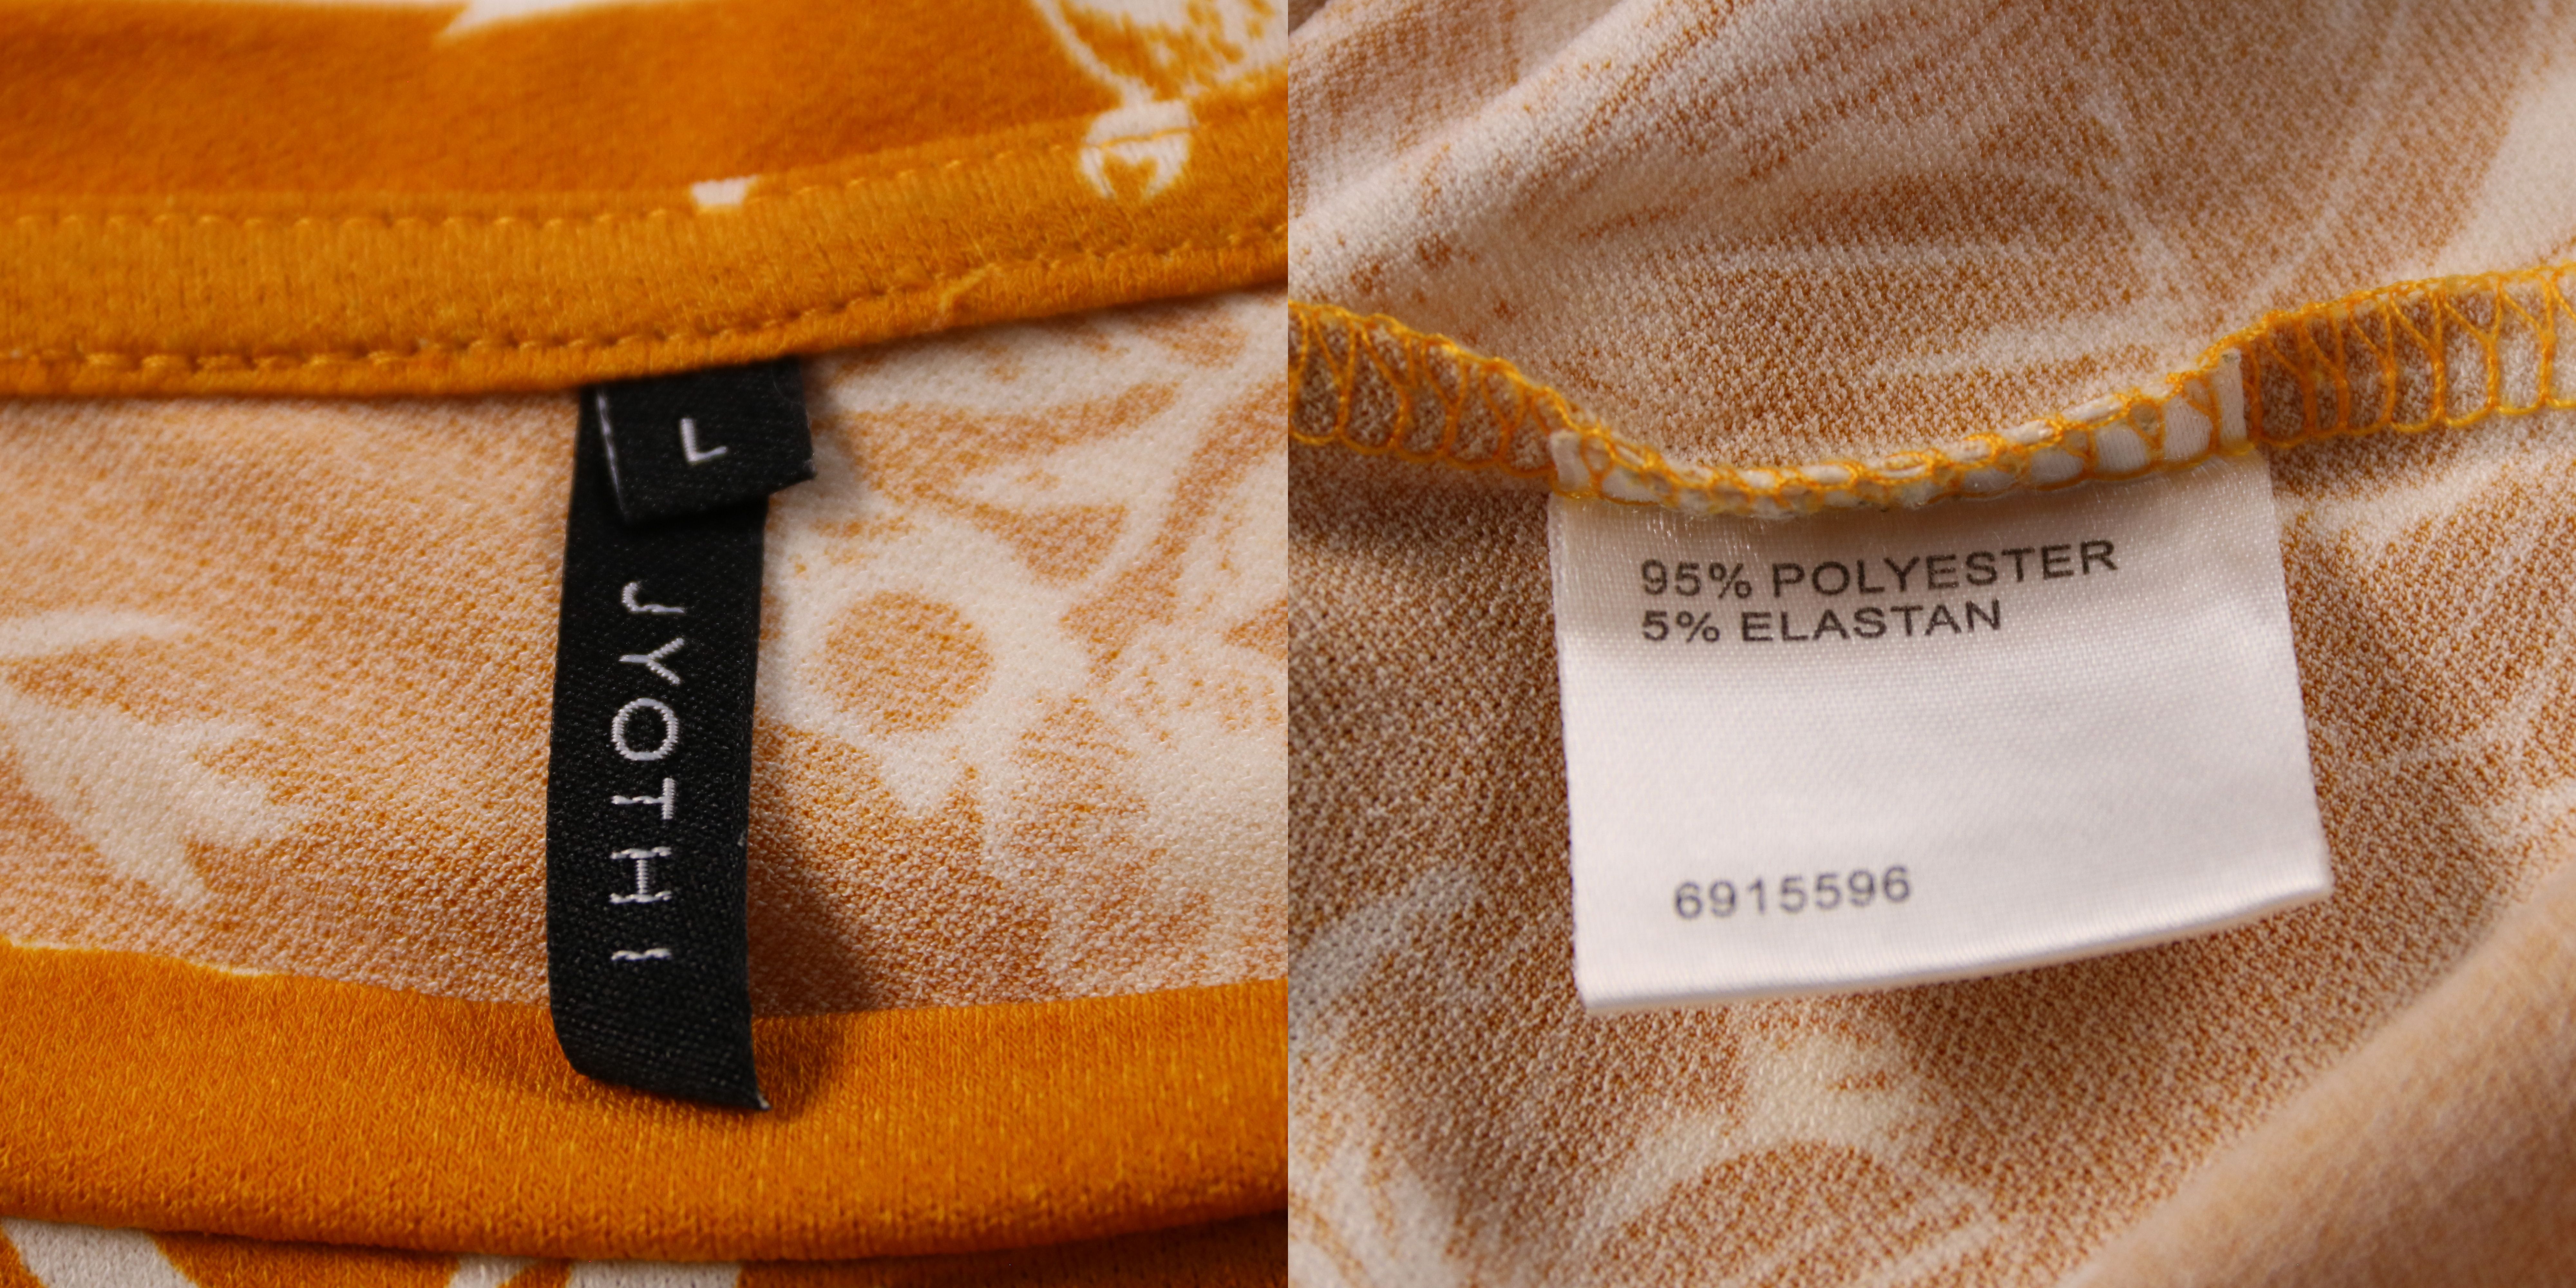 L
JYOTHI
95% POLYESTER
5% ELASTAN
6915596